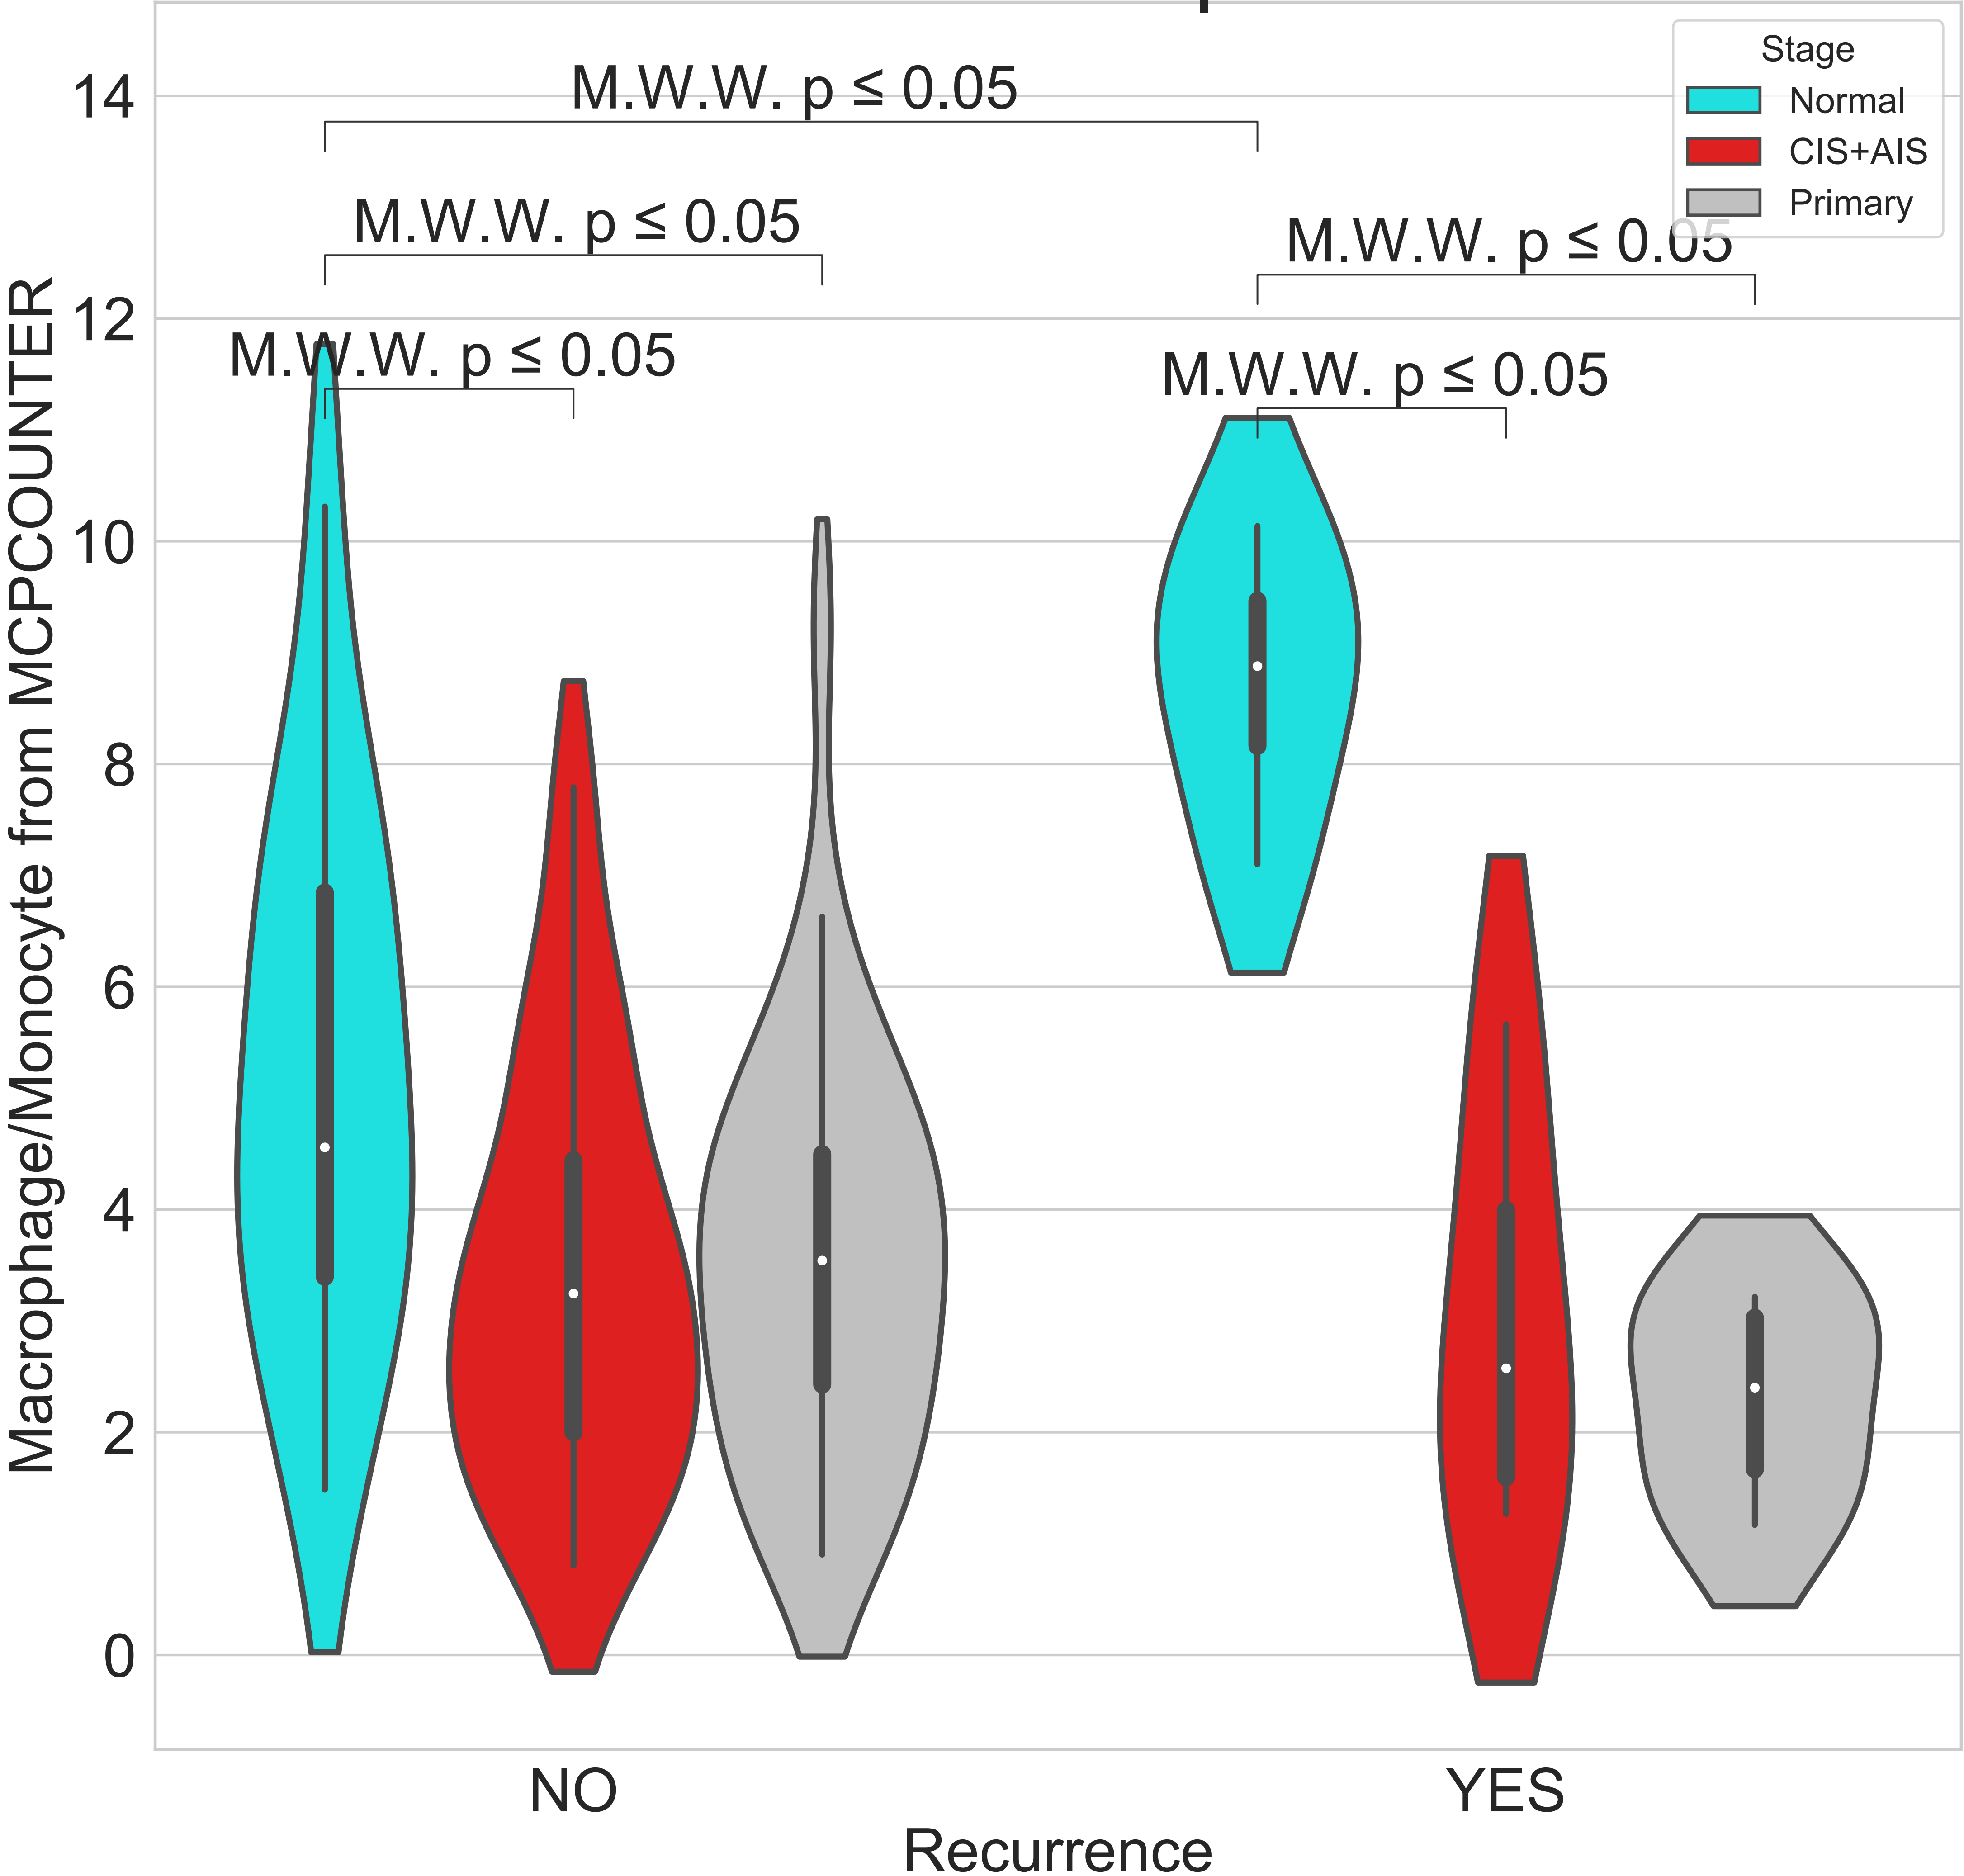 Stage
Normal
CIS+AIS
Primary
M.W.W. p ≤ 0.05
M.W.W. p ≤ 0.05
M.W.W. p ≤ 0.05
M.W.W. p ≤ 0.05
M.W.W. p ≤ 0.05
Macrophage/Monocyte from MCPCOUNTER
14
12
10
8
6
4
2
0
NO
YES
Recurrence